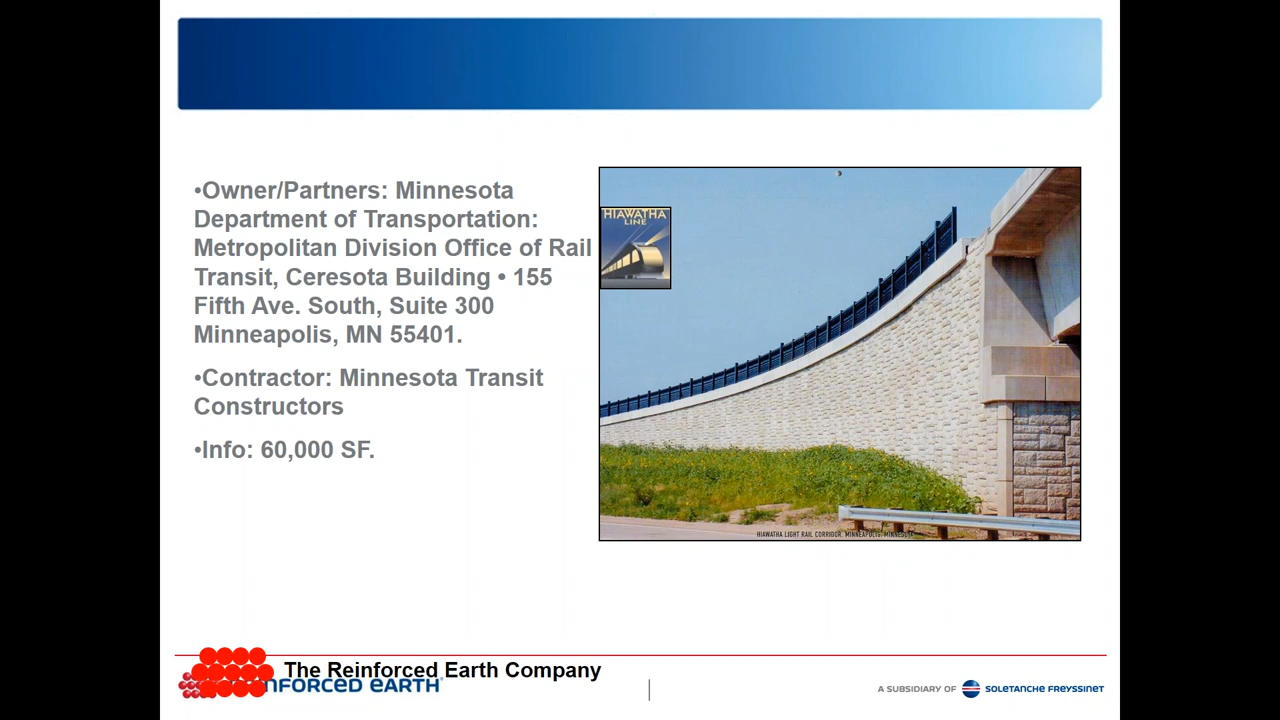 •Owner/Partners: Minnesota
Department of Transportation:
Metropolitan Division Office of Rail
Transit, Ceresota Building • 155
Fifth Ave. South, Suite 300
Minneapolis, MN 55401.
•Contractor: Minnesota Transit
Constructors
•Info: 60,000 SF.
HIAWATHA
LINE
HIAWATHA LIGHT RAIL CORRIDOR, MINNEAPOLIS, MINNESOTA
The Reinforced Earth Company
NFORCED EARTH
A SUBSIDIARY OF SOLETANCHE FREYSSINET